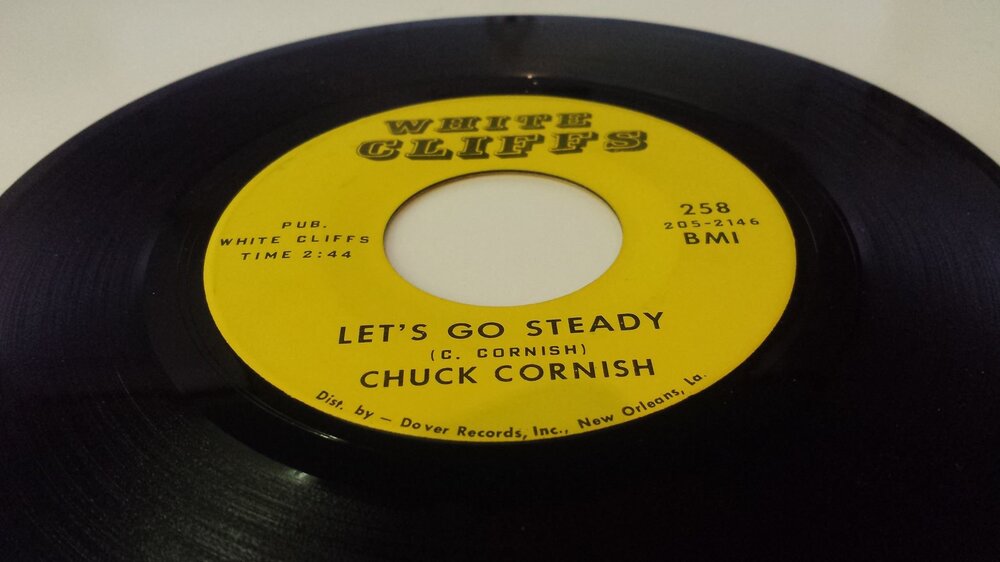 WHITE
CLIFFS
PUB.
WHITE CLIFFS
TIME 2:44
258
205-2146
BMI
LET'S GO STEADY
(C. CORNISH)
CHUCK CORNISH
Dist. by — Dover Records, Inc., New Orleans, La.